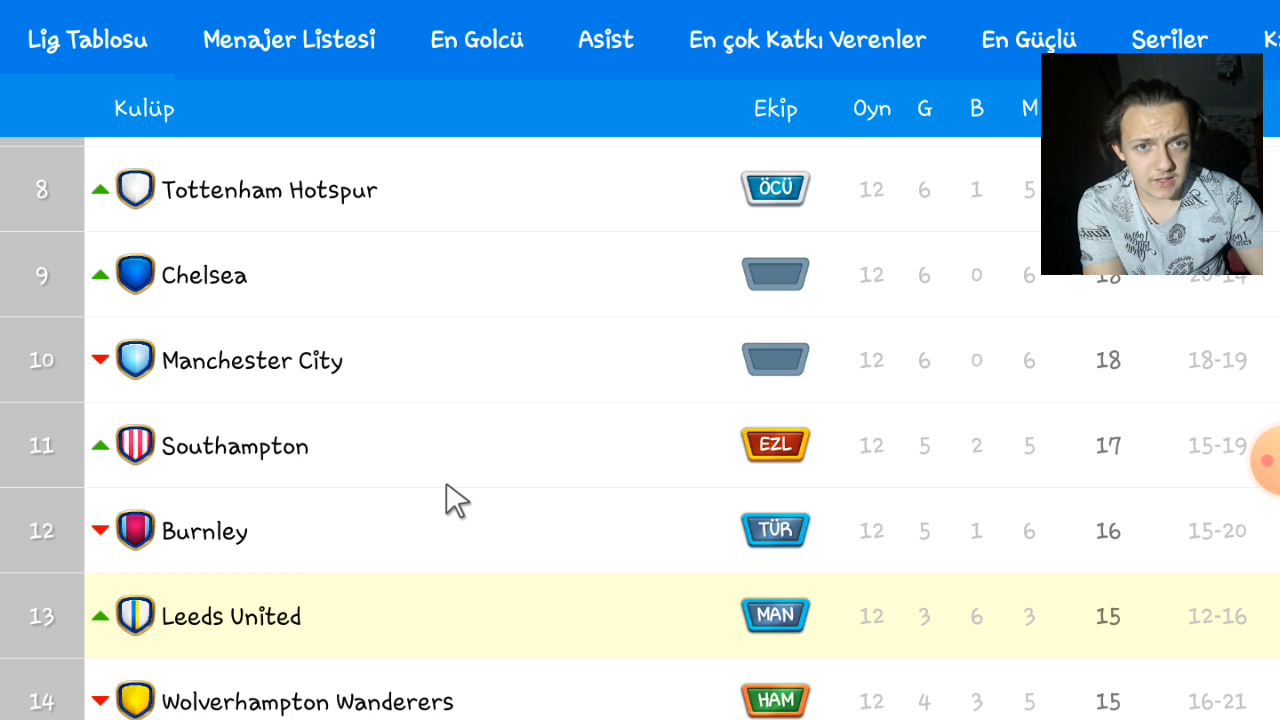 Lig Tablosu Menajer Listesi En Golcü Asist En çok Katkı Verenler En Güçlü Seriler
Kulüp Ekip Oyn G B M
8 Tottenham Hotspur ÖCÜ 12 6 1 5
9 Chelsea 12 6 0 6 18 20-14
10 Manchester City 12 6 0 6 18 18-19
11 Southampton EZL 12 5 2 5 17 15-19
12 Burnley TÜR 12 5 1 6 16 15-20
13 Leeds United MAN 12 3 6 3 15 12-16
14 Wolverhampton Wanderers HAM 12 4 3 5 15 16-21